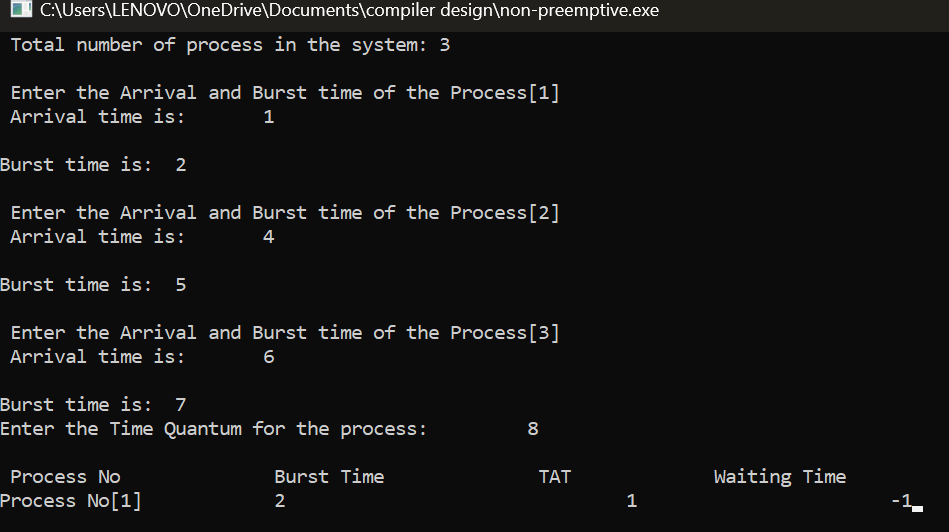 C:\Users\LENOVO\OneDrive\Documents\compiler design\non-preemptive.exe
Total number of process in the system: 3
Enter the Arrival and Burst time of the Process[1]
Arrival time is: 1
Burst time is: 2
Enter the Arrival and Burst time of the Process[2]
Arrival time is: 4
Burst time is: 5
Enter the Arrival and Burst time of the Process[3]
Arrival time is: 6
Burst time is: 7
Enter the Time Quantum for the process: 8
Process No Burst Time TAT Waiting Time
Process No[1] 2 1 -1